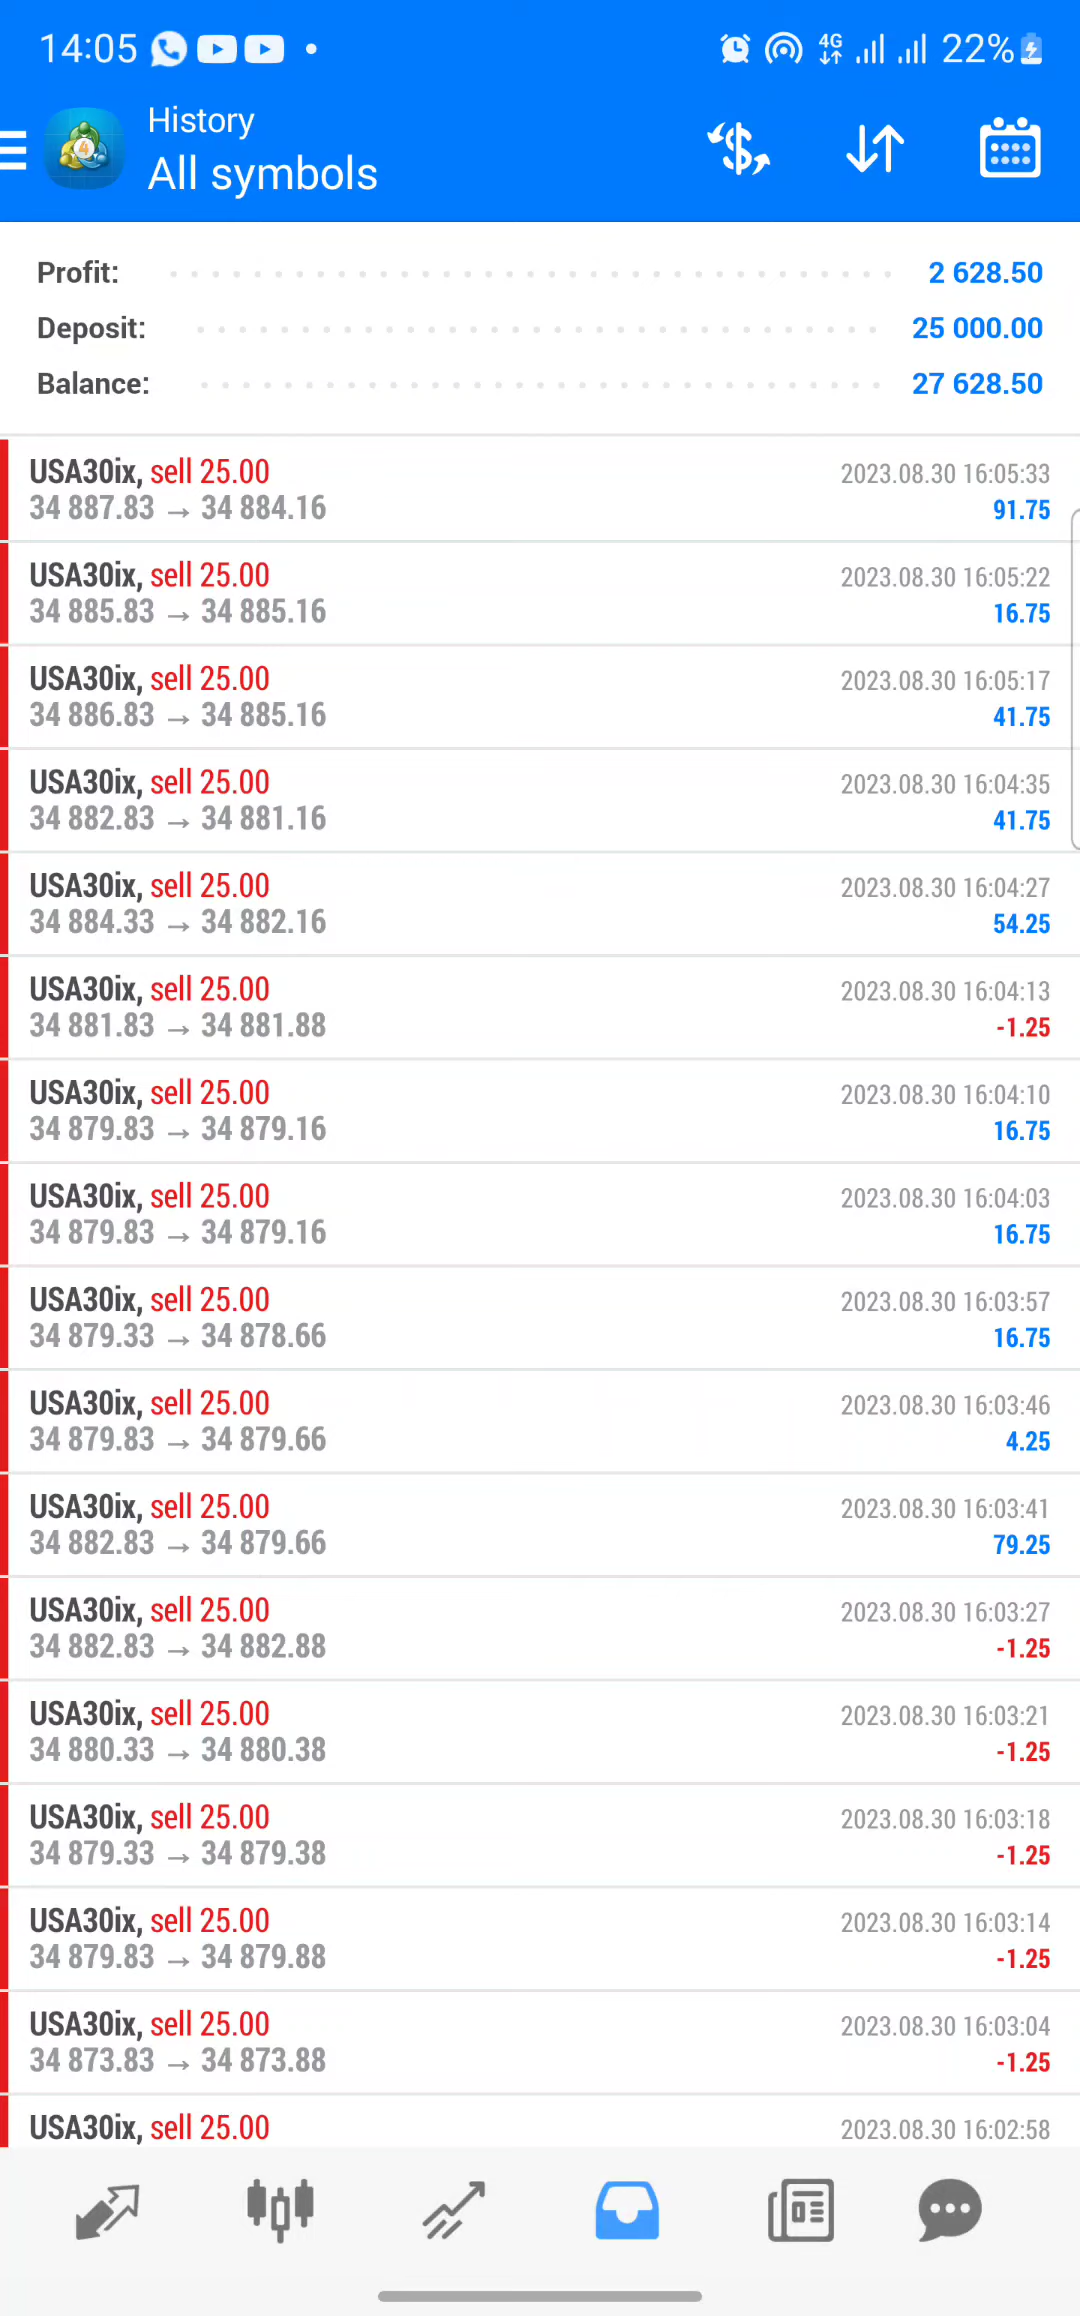 14:05 4G 22%
History
All symbols
Profit: 2 628.50
Deposit: 25 000.00
Balance: 27 628.50
USA30ix, sell 25.00 2023.08.30 16:05:33
34 887.83 → 34 884.16 91.75
USA30ix, sell 25.00 2023.08.30 16:05:22
34 885.83 → 34 885.16 16.75
USA30ix, sell 25.00 2023.08.30 16:05:17
34 886.83 → 34 885.16 41.75
USA30ix, sell 25.00 2023.08.30 16:04:35
34 882.83 → 34 881.16 41.75
USA30ix, sell 25.00 2023.08.30 16:04:27
34 884.33 → 34 882.16 54.25
USA30ix, sell 25.00 2023.08.30 16:04:13
34 881.83 → 34 881.88 -1.25
USA30ix, sell 25.00 2023.08.30 16:04:10
34 879.83 → 34 879.16 16.75
USA30ix, sell 25.00 2023.08.30 16:04:03
34 879.83 → 34 879.16 16.75
USA30ix, sell 25.00 2023.08.30 16:03:57
34 879.33 → 34 878.66 16.75
USA30ix, sell 25.00 2023.08.30 16:03:46
34 879.83 → 34 879.66 4.25
USA30ix, sell 25.00 2023.08.30 16:03:41
34 882.83 → 34 879.66 79.25
USA30ix, sell 25.00 2023.08.30 16:03:27
34 882.83 → 34 882.88 -1.25
USA30ix, sell 25.00 2023.08.30 16:03:21
34 880.33 → 34 880.38 -1.25
USA30ix, sell 25.00 2023.08.30 16:03:18
34 879.33 → 34 879.38 -1.25
USA30ix, sell 25.00 2023.08.30 16:03:14
34 879.83 → 34 879.88 -1.25
USA30ix, sell 25.00 2023.08.30 16:03:04
34 873.83 → 34 873.88 -1.25
USA30ix, sell 25.00 2023.08.30 16:02:58